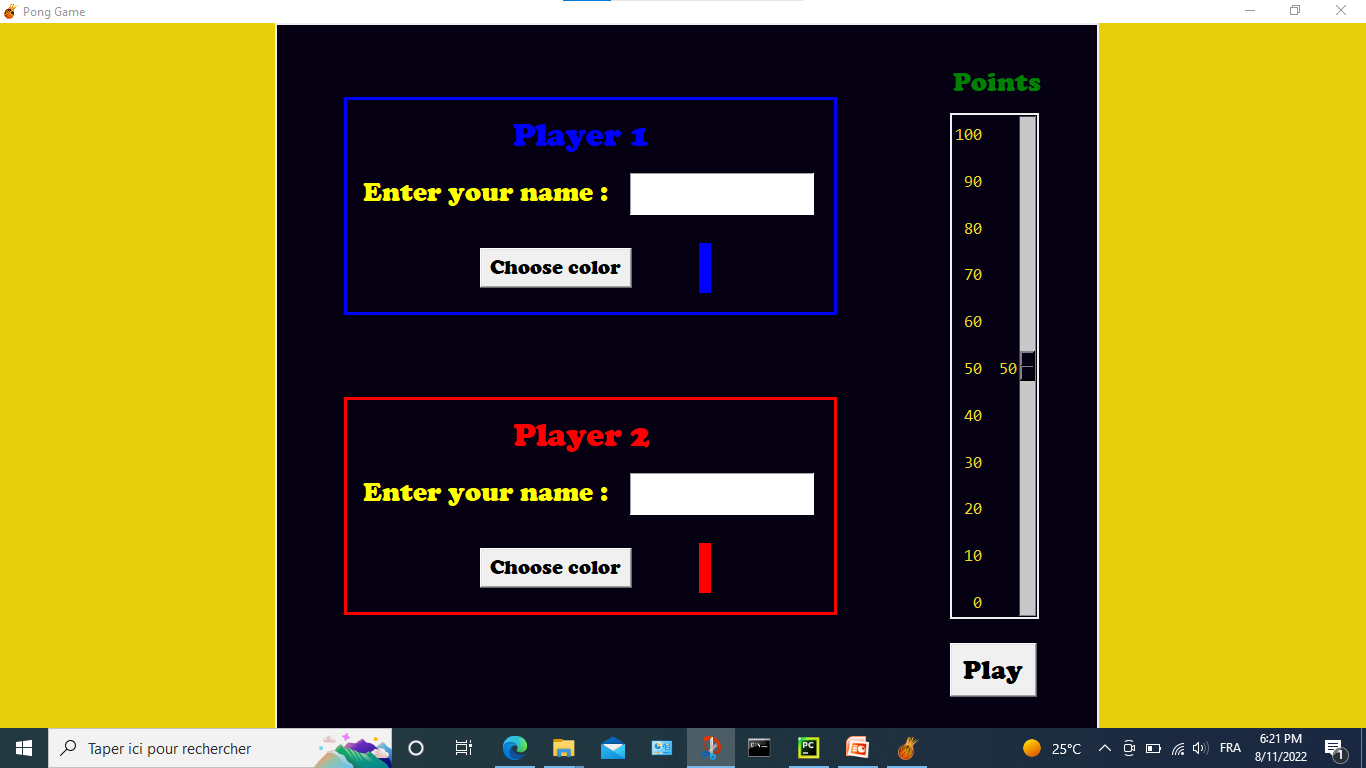 Pong Game
Points
Player 1
Enter your name :
Choose color
Player 2
Enter your name :
Choose color
100
90
80
70
60
50 50
40
30
20
10
0
Play
Taper ici pour rechercher
PC
25°C
FRA
6:21 PM
8/11/2022
1